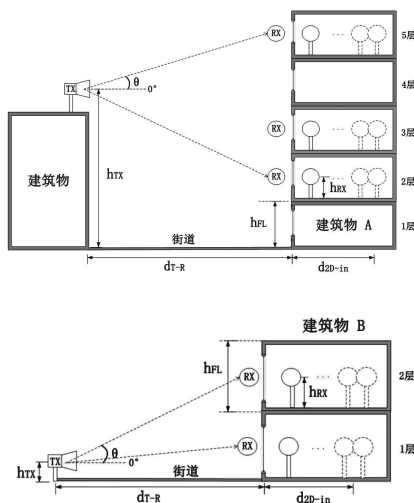 RX
5层
TX
θ
0°
4层
建筑物
hTX
RX
3层
RX
hRX
2层
hFL
建筑物 A
1层
街道
dT-R
d2D-in
建筑物 B
hFL
RX
hRX
2层
TX
θ
0°
RX
1层
hTX
街道
dT-R
d2D-in